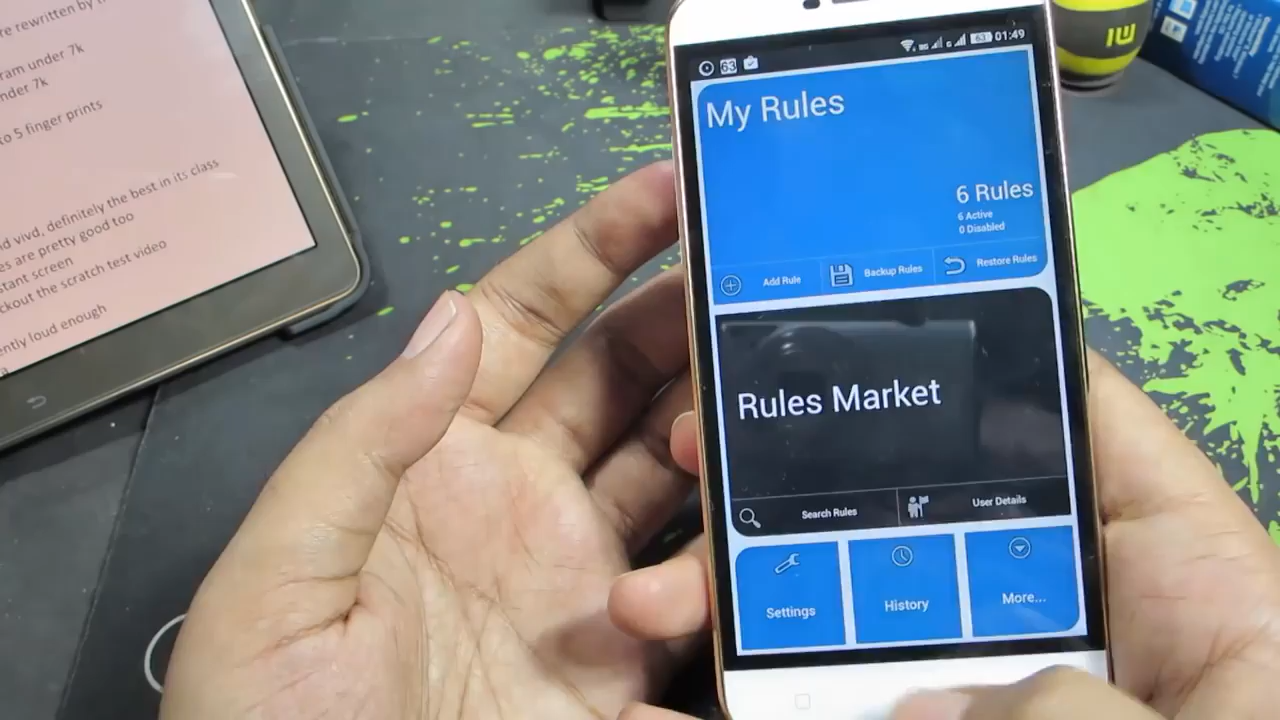 re rewritten by
ram under 7k
nder 7k
to 5 finger prints
d vivd, definitely the best in its class
es are pretty good too
stant screen
ckout the scratch test video
ently loud enough
63 01:49
63
My Rules
6 Rules
6 Active
0 Disabled
Add Rule Backup Rules Restore Rules
Rules Market
Search Rules User Details
Settings History More...